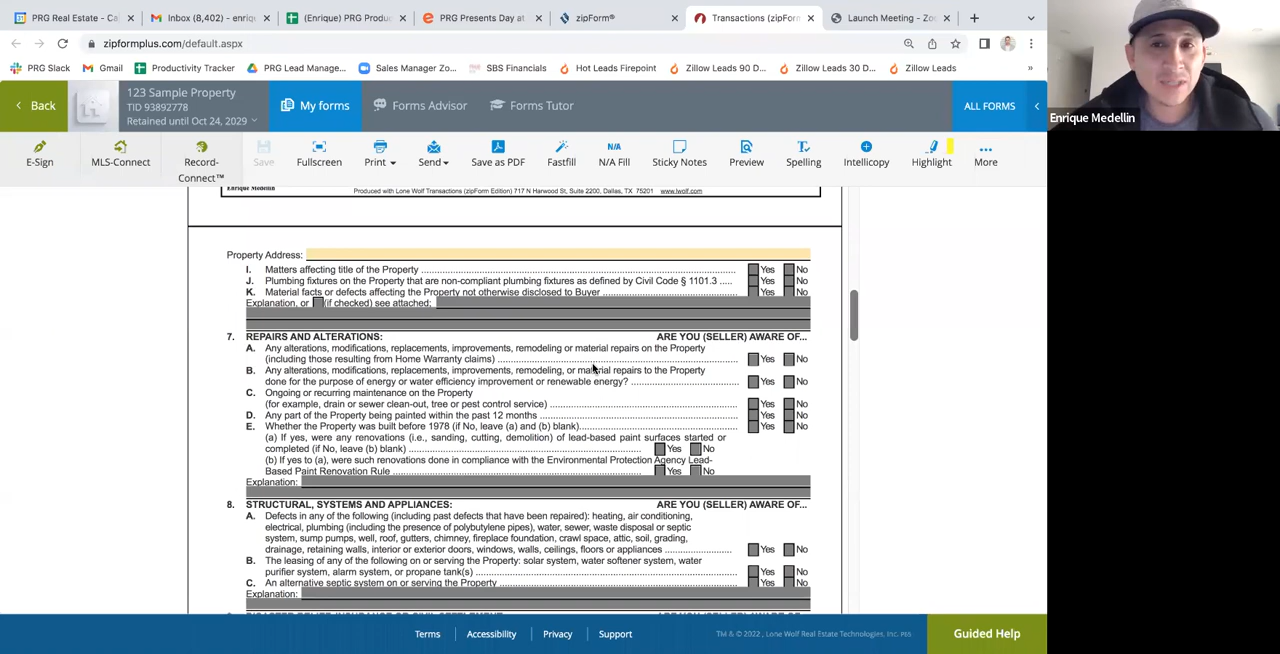 PRG Real Estate - Ca
Inbox (8,402) - enriq
(Enrique) PRG Produc
PRG Presents Day at
zipForm®
Transactions (zipForm
Launch Meeting - Zoo
zipformplus.com/default.aspx
PRG Slack
Gmail
Productivity Tracker
PRG Lead Manage...
Sales Manager Zo...
SBS Financials
Hot Leads Firepoint
Zillow Leads 90 D...
Zillow Leads 30 D...
Zillow Leads
Back
123 Sample Property
TID 93892778
Retained until Oct 24, 2029
My forms
Forms Advisor
Forms Tutor
ALL FORMS
Enrique Medellin
E-Sign
MLS-Connect
Record-Connect™
Save
Fullscreen
Print
Send
Save as PDF
Fastfill
N/A
N/A Fill
Sticky Notes
Preview
Spelling
Intellicopy
Highlight
More
Enrique Medellin
Produced with Lone Wolf Transactions (zipForm Edition) 717 N Harwood St, Suite 2200, Dallas, TX 75201 www.lwolf.com
Property Address:
I. Matters affecting title of the Property Yes No
J. Plumbing fixtures on the Property that are non-compliant plumbing fixtures as defined by Civil Code § 1101.3 ..... Yes No
K. Material facts or defects affecting the Property not otherwise disclosed to Buyer Yes No
Explanation, or (if checked) see attached;
7. REPAIRS AND ALTERATIONS: ARE YOU (SELLER) AWARE OF...
A. Any alterations, modifications, replacements, improvements, remodeling or material repairs on the Property
(including those resulting from Home Warranty claims) Yes No
B. Any alterations, modifications, replacements, improvements, remodeling, or material repairs to the Property
done for the purpose of energy or water efficiency improvement or renewable energy? Yes No
C. Ongoing or recurring maintenance on the Property
(for example, drain or sewer clean-out, tree or pest control service) Yes No
D. Any part of the Property being painted within the past 12 months Yes No
E. Whether the Property was built before 1978 (if No, leave (a) and (b) blank) Yes No
(a) If yes, were any renovations (i.e., sanding, cutting, demolition) of lead-based paint surfaces started or
completed (if No, leave (b) blank) Yes No
(b) If yes to (a), were such renovations done in compliance with the Environmental Protection Agency Lead-
Based Paint Renovation Rule Yes No
Explanation:
8. STRUCTURAL, SYSTEMS AND APPLIANCES: ARE YOU (SELLER) AWARE OF...
A. Defects in any of the following (including past defects that have been repaired): heating, air conditioning,
electrical, plumbing (including the presence of polybutylene pipes), water, sewer, waste disposal or septic
system, sump pumps, well, roof, gutters, chimney, fireplace foundation, crawl space, attic, soil, grading,
drainage, retaining walls, interior or exterior doors, windows, walls, ceilings, floors or appliances Yes No
B. The leasing of any of the following on or serving the Property: solar system, water softener system, water
purifier system, alarm system, or propane tank(s) Yes No
C. An alternative septic system on or serving the Property Yes No
Explanation:
Terms
Accessibility
Privacy
Support
TM & © 2022 , Lone Wolf Real Estate Technologies, Inc.
Guided Help